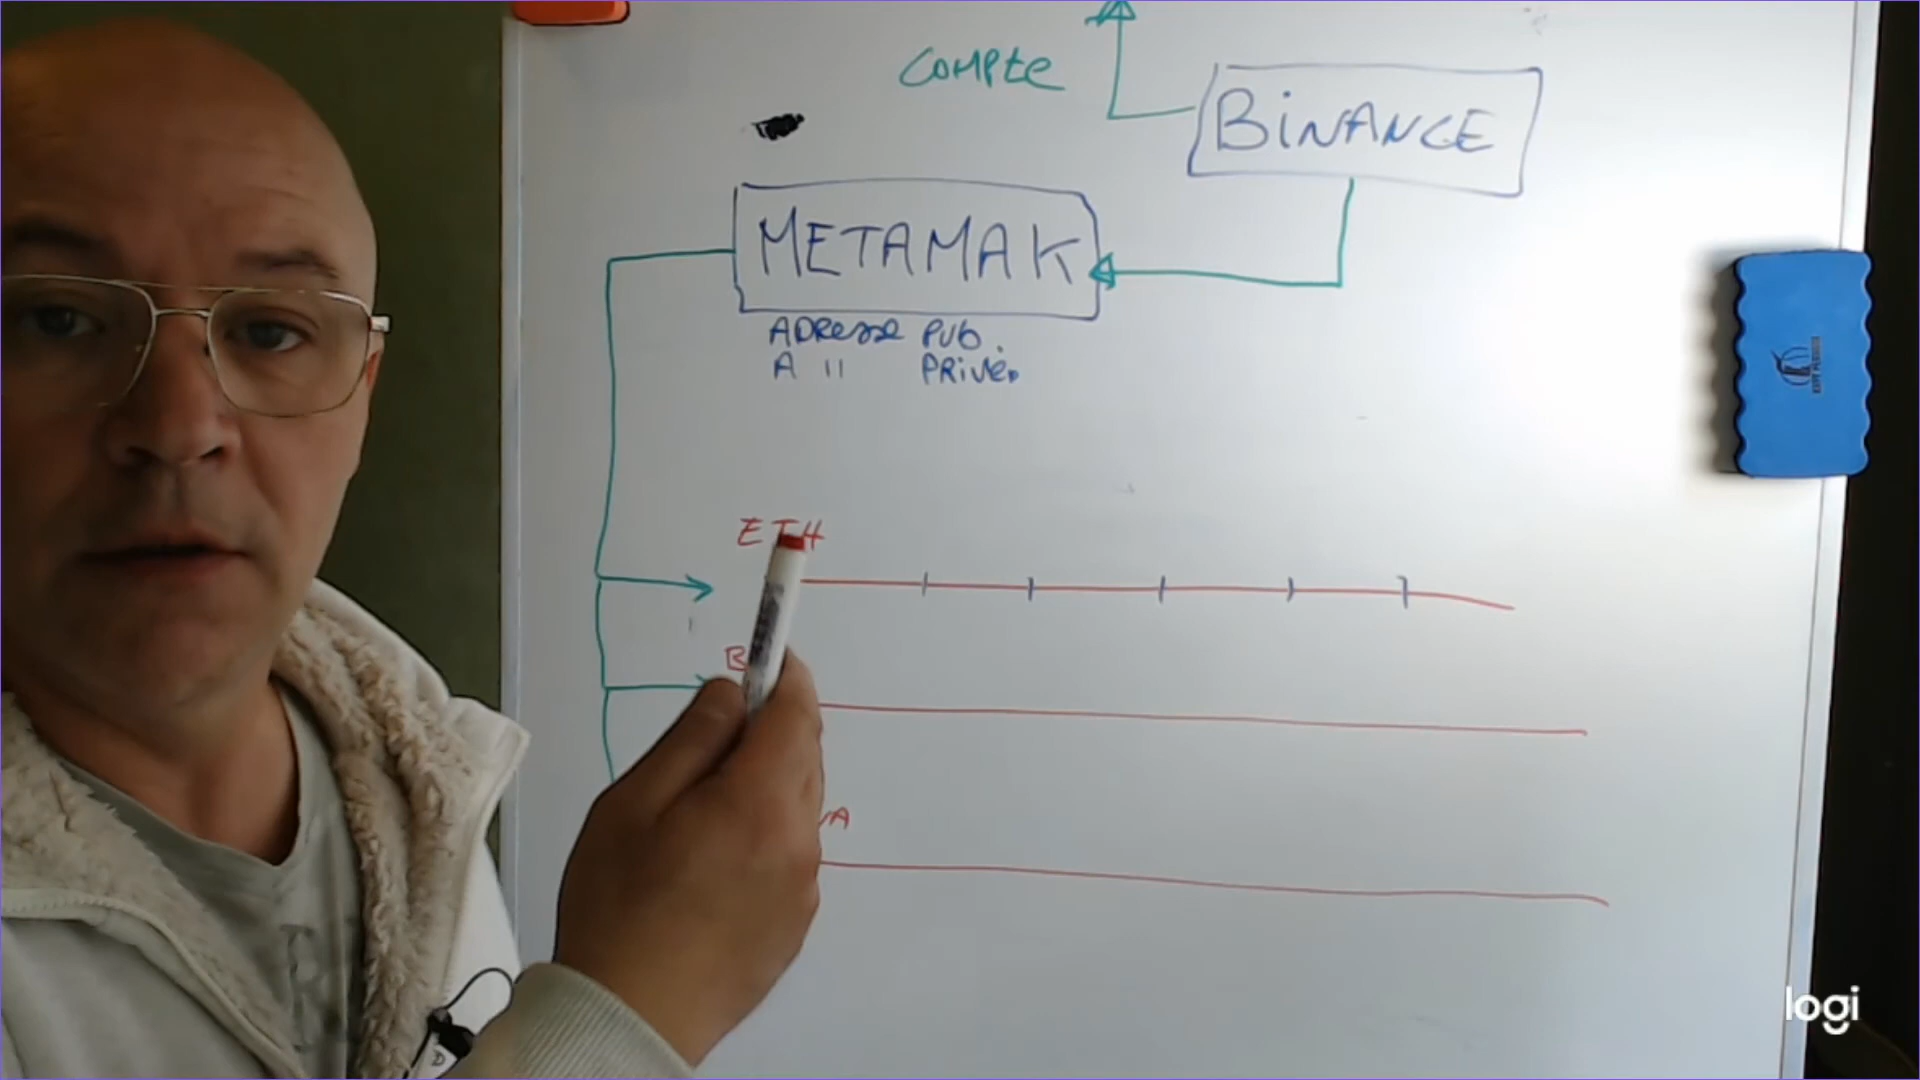 COMPte
BiNANCE
METAMAK
ADResse PUb.
A " PRivé.
ETH
logi